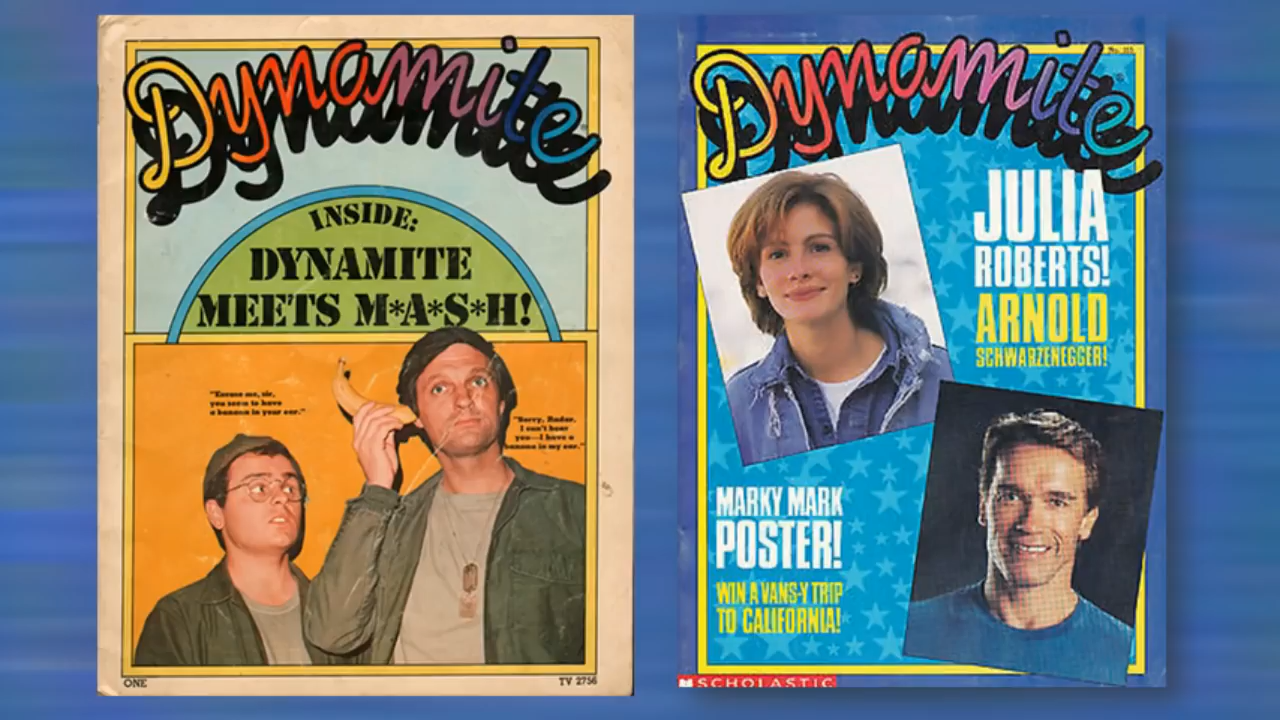 Dynamite
INSIDE:
DYNAMITE
MEETS M*A*S*H!
"Excuse me, sir,
you seem to have
a banana in your ear."
"Sorry, Radar,
I can't hear
you—I have a
banana in my ear."
ONE
TV 2756
Dynamite
JULIA
ROBERTS!
ARNOLD
SCHWARZENEGGER!
MARKY MARK
POSTER!
WIN A VANS-Y TRIP
TO CALIFORNIA!
SCHOLASTIC